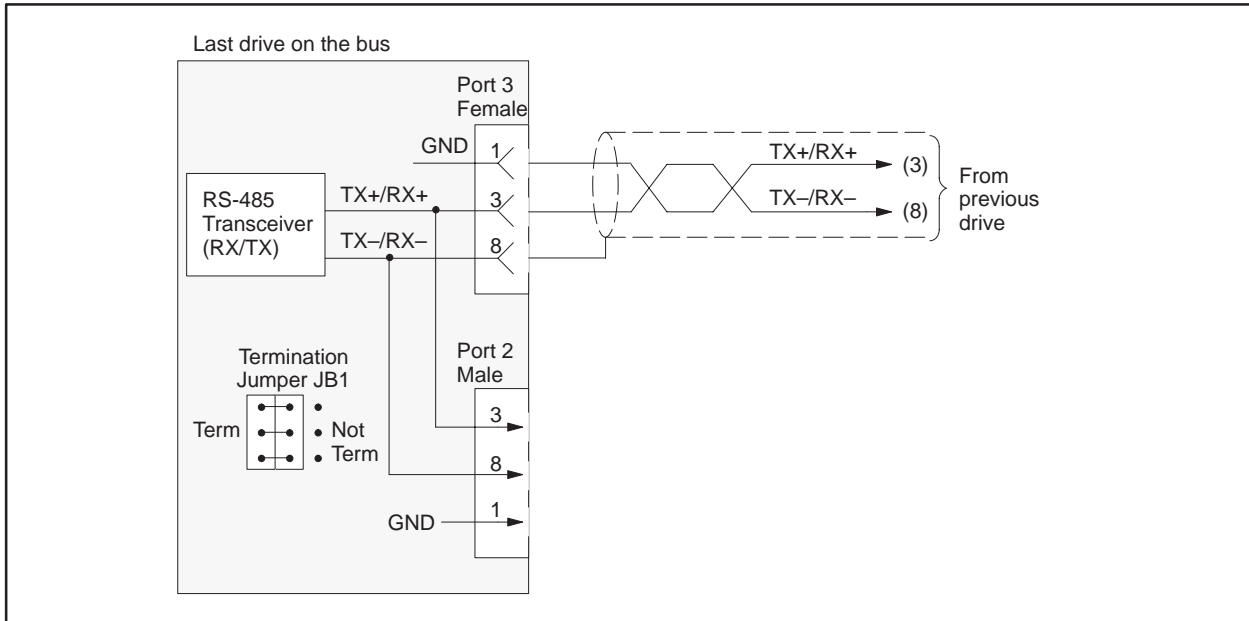 Last drive on the bus
Port 3
Female
GND
1
TX+/RX+
(3)
RS-485
Transceiver
(RX/TX)
TX+/RX+
3
TX–/RX–
(8)
From
previous
drive
TX–/RX–
8
Termination
Jumper JB1
Term
Not
Term
Port 2
Male
3
8
GND
1